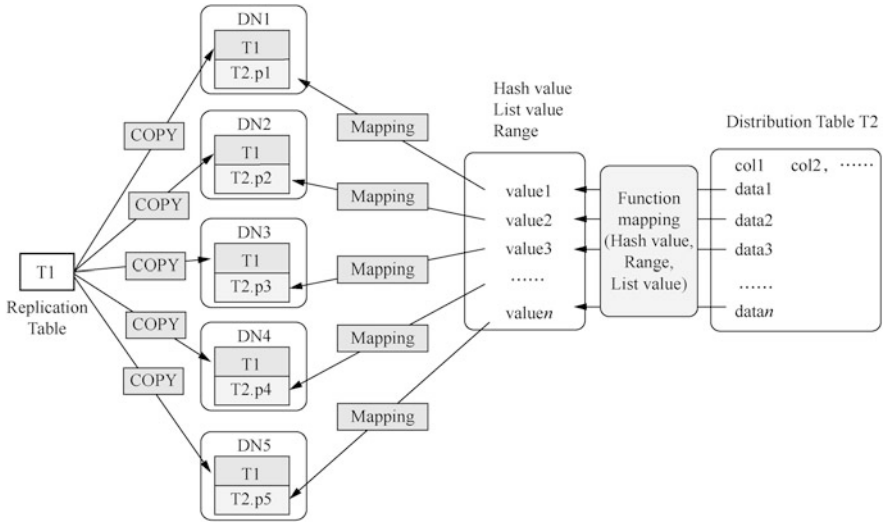 DN1
T1
T2.p1
DN2
T1
T2.p2
DN3
T1
T2.p3
DN4
T1
T2.p4
DN5
T1
T2.p5
COPY
COPY
COPY
COPY
COPY
T1
Replication
Table
Mapping
Mapping
Mapping
Mapping
Mapping
Hash value
List value
Range
value1
value2
value3
……
valuen
Function
mapping
(Hash value,
Range,
List value)
Distribution Table T2
col1 col2, ……
data1
data2
data3
……
datan